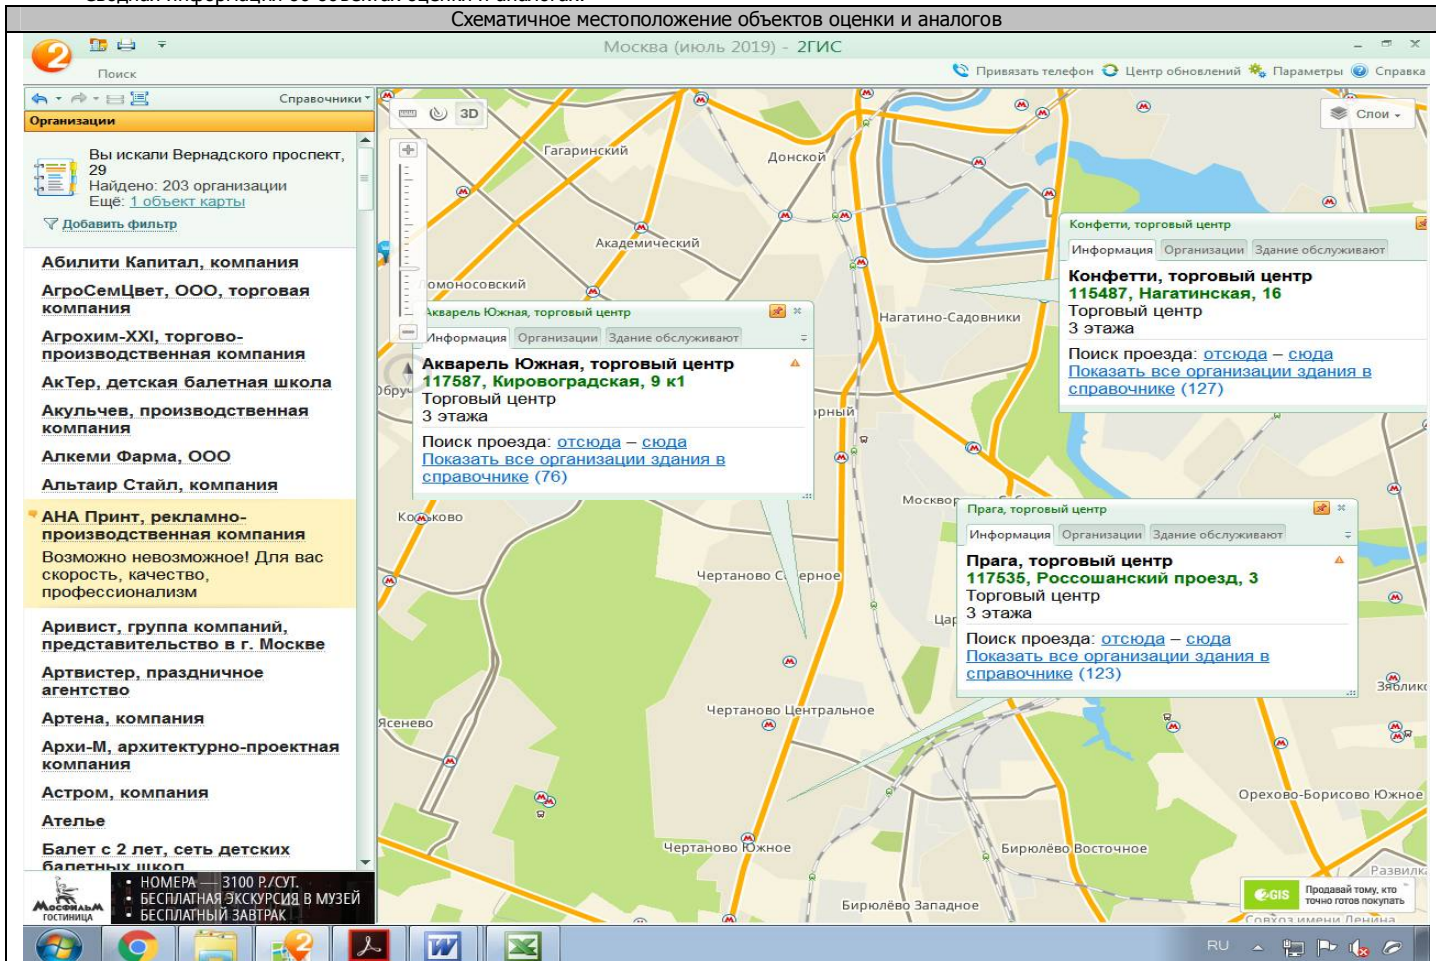 Схематичное местоположение объектов оценки и аналогов
Москва (июль 2019) - 2ГИС
Поиск
Привязать телефон Центр обновлений Параметры Справка
Справочники
Организации
Вы искали Вернадского проспект,
29
Найдено: 203 организации
Ещё: 1 объект карты
Добавить фильтр
Абилити Капитал, компания
АгроСемЦвет, ООО, торговая
компания
Агрохим-XXI, торгово-
производственная компания
АкТер, детская балетная школа
Акульчев, производственная
компания
Алкеми Фарма, ООО
Альтаир Стайл, компания
АНА Принт, рекламно-
производственная компания
Возможно невозможное! Для вас
скорость, качество,
профессионализм
Аривист, группа компаний,
представительство в г. Москве
Артвистер, праздничное
агентство
Артена, компания
Архи-М, архитектурно-проектная
компания
Астром, компания
Ателье
Балет с 2 лет, сеть детских
балетных школ
Мосфильм
ГОСТИНИЦА
• НОМЕРА — 3100 Р./СУТ.
• БЕСПЛАТНАЯ ЭКСКУРСИЯ В МУЗЕЙ
• БЕСПЛАТНЫЙ ЗАВТРАК
3D
Слои
Гагаринский
Донской
Академический
Ломоносовский
Нагатино-Садовники
Коньково
Чертаново Северное
Чертаново Центральное
Ясенево
Чертаново Южное
Бирюлёво Восточное
Бирюлёво Западное
Орехово-Борисово Южное
Развилка
Совхоз имени Ленина
Конфетти, торговый центр
Информация Организации Здание обслуживают
Конфетти, торговый центр
115487, Нагатинская, 16
Торговый центр
3 этажа
Поиск проезда: отсюда – сюда
Показать все организации здания в
справочнике (127)
Акварель Южная, торговый центр
Информация Организации Здание обслуживают
Акварель Южная, торговый центр
117587, Кировоградская, 9 к1
Торговый центр
3 этажа
Поиск проезда: отсюда – сюда
Показать все организации здания в
справочнике (76)
Прага, торговый центр
Информация Организации Здание обслуживают
Прага, торговый центр
117535, Россошанский проезд, 3
Торговый центр
3 этажа
Поиск проезда: отсюда – сюда
Показать все организации здания в
справочнике (123)
2GIS
Продавай тому, кто
точно готов покупать
RU